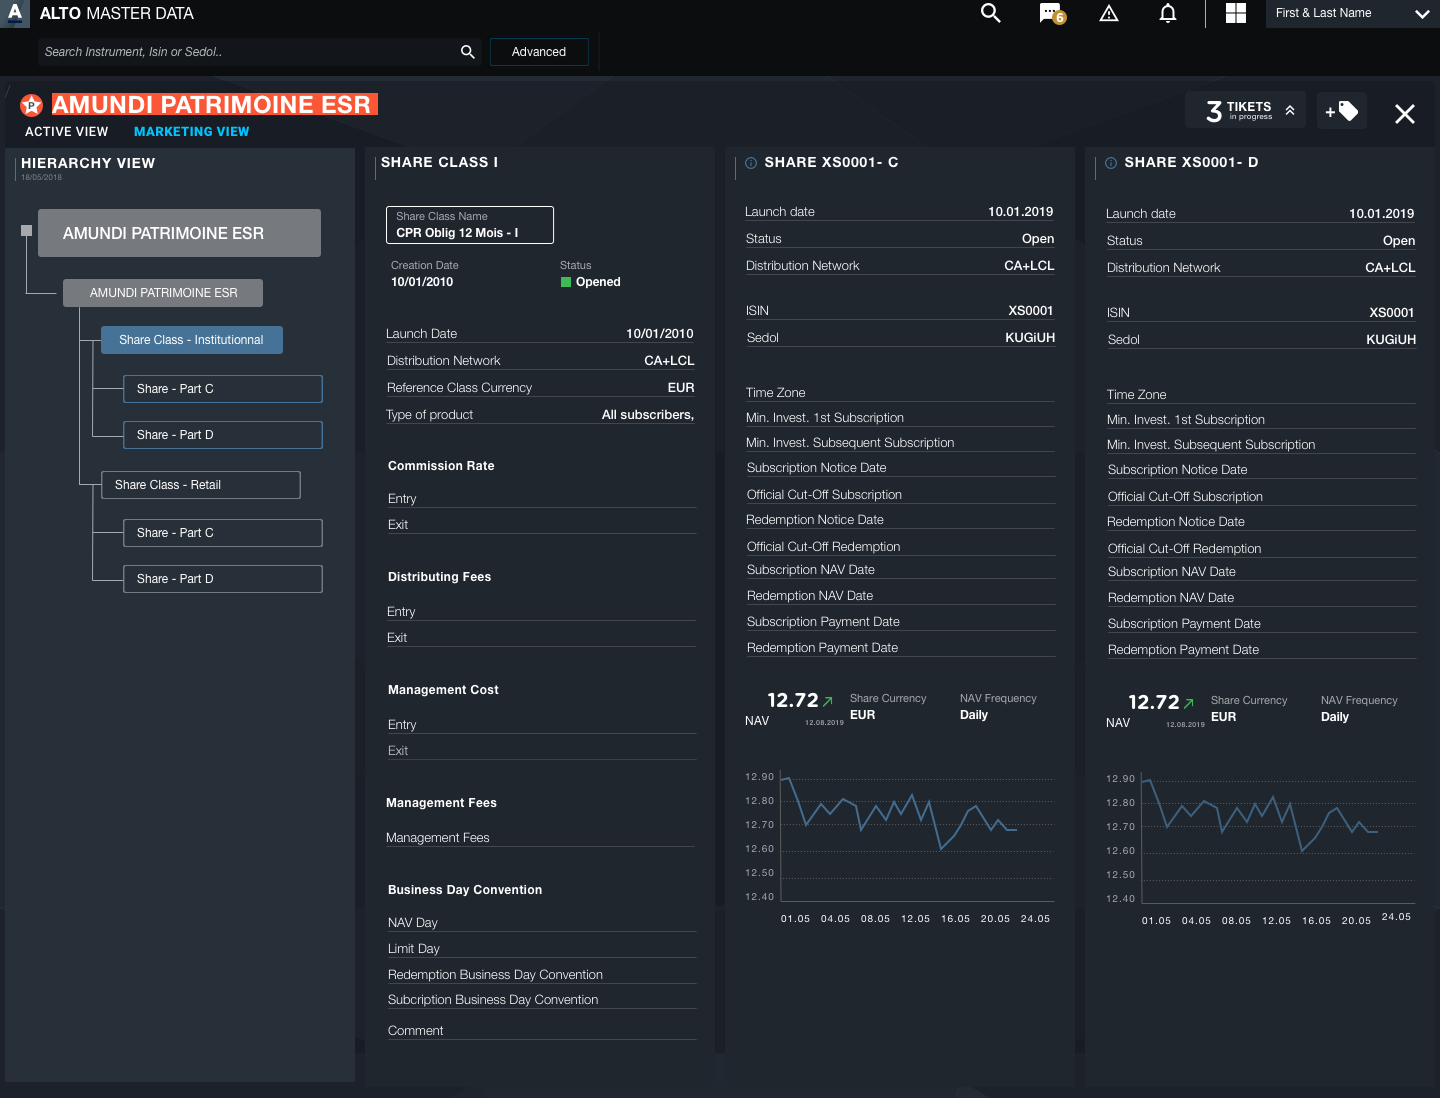 A ALTO MASTER DATA
6
First & Last Name
Search Instrument, Isin or Sedol..
Advanced
P AMUNDI PATRIMOINE ESR
3 TIKETS
in progress
+
ACTIVE VIEW MARKETING VIEW
HIERARCHY VIEW
18/05/2018
AMUNDI PATRIMOINE ESR
AMUNDI PATRIMOINE ESR
Share Class - Institutionnal
Share - Part C
Share - Part D
Share Class - Retail
Share - Part C
Share - Part D
SHARE CLASS I
Share Class Name
CPR Oblig 12 Mois - I
Creation Date Status
10/01/2010 Opened
Launch Date 10/01/2010
Distribution Network CA+LCL
Reference Class Currency EUR
Type of product All subscribers,
Commission Rate
Entry
Exit
Distributing Fees
Entry
Exit
Management Cost
Entry
Exit
Management Fees
Management Fees
Business Day Convention
NAV Day
Limit Day
Redemption Business Day Convention
Subcription Business Day Convention
Comment
SHARE XS0001- C
Launch date 10.01.2019
Status Open
Distribution Network CA+LCL
ISIN XS0001
Sedol KUGiUH
Time Zone
Min. Invest. 1st Subscription
Min. Invest. Subsequent Subscription
Subscription Notice Date
Official Cut-Off Subscription
Redemption Notice Date
Official Cut-Off Redemption
Subscription NAV Date
Redemption NAV Date
Subscription Payment Date
Redemption Payment Date
12.72 Share Currency NAV Frequency
NAV 12.08.2019 EUR Daily
12.90
12.80
12.70
12.60
12.50
12.40
01.05 04.05 08.05 12.05 16.05 20.05 24.05
SHARE XS0001- D
Launch date 10.01.2019
Status Open
Distribution Network CA+LCL
ISIN XS0001
Sedol KUGiUH
Time Zone
Min. Invest. 1st Subscription
Min. Invest. Subsequent Subscription
Subscription Notice Date
Official Cut-Off Subscription
Redemption Notice Date
Official Cut-Off Redemption
Subscription NAV Date
Redemption NAV Date
Subscription Payment Date
Redemption Payment Date
12.72 Share Currency NAV Frequency
NAV 12.08.2019 EUR Daily
12.90
12.80
12.70
12.60
12.50
12.40
01.05 04.05 08.05 12.05 16.05 20.05 24.05